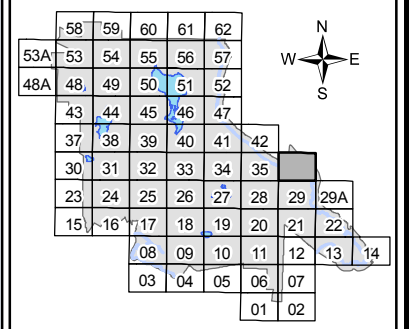 58 59 60 61 62
N
53A 53 54 55 56 57
W E
48A 48 49 50 51 52
S
43 44 45 46 47
37 38 39 40 41 42
30 31 32 33 34 35
23 24 25 26 27 28 29 29A
15 16 17 18 19 20 21 22
08 09 10 11 12 13 14
03 04 05 06 07
01 02